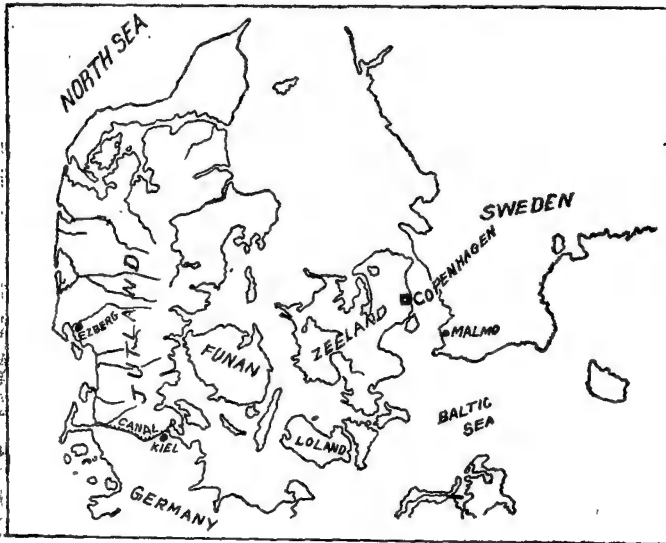 NORTH SEA
SWEDEN
COPENHAGEN
EZBERG
JUTLAND
FUNAN
ZEELAND
MALMO
CANAL
KIEL
LOLAND
BALTIC
SEA
GERMANY